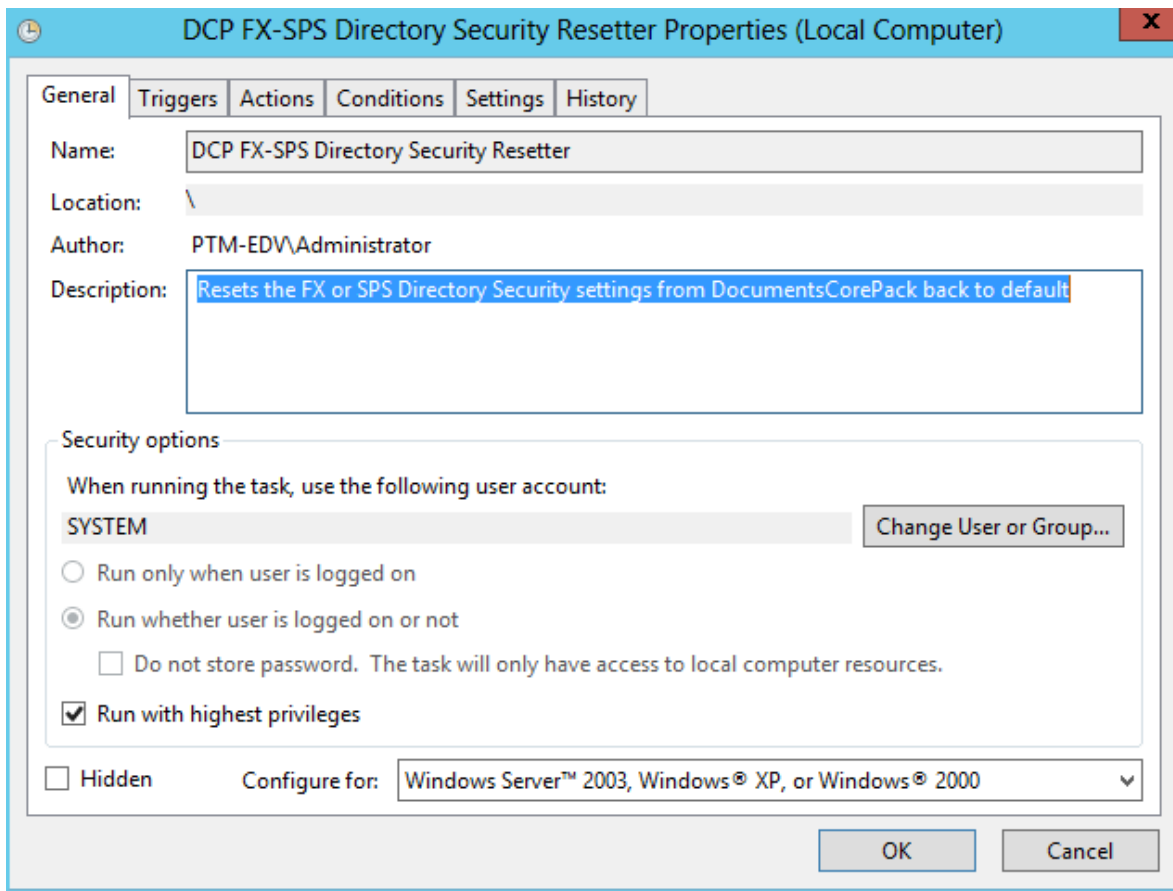 DCP FX-SPS Directory Security Resetter Properties (Local Computer)
x
General Triggers Actions Conditions Settings History
Name: DCP FX-SPS Directory Security Resetter
Location: \
Author: PTM-EDV\Administrator
Description: Resets the FX or SPS Directory Security settings from DocumentsCorePack back to default
Security options
When running the task, use the following user account:
SYSTEM Change User or Group...
Run only when user is logged on
Run whether user is logged on or not
Do not store password. The task will only have access to local computer resources.
Run with highest privileges
Hidden Configure for: Windows Server™ 2003, Windows® XP, or Windows® 2000
OK Cancel